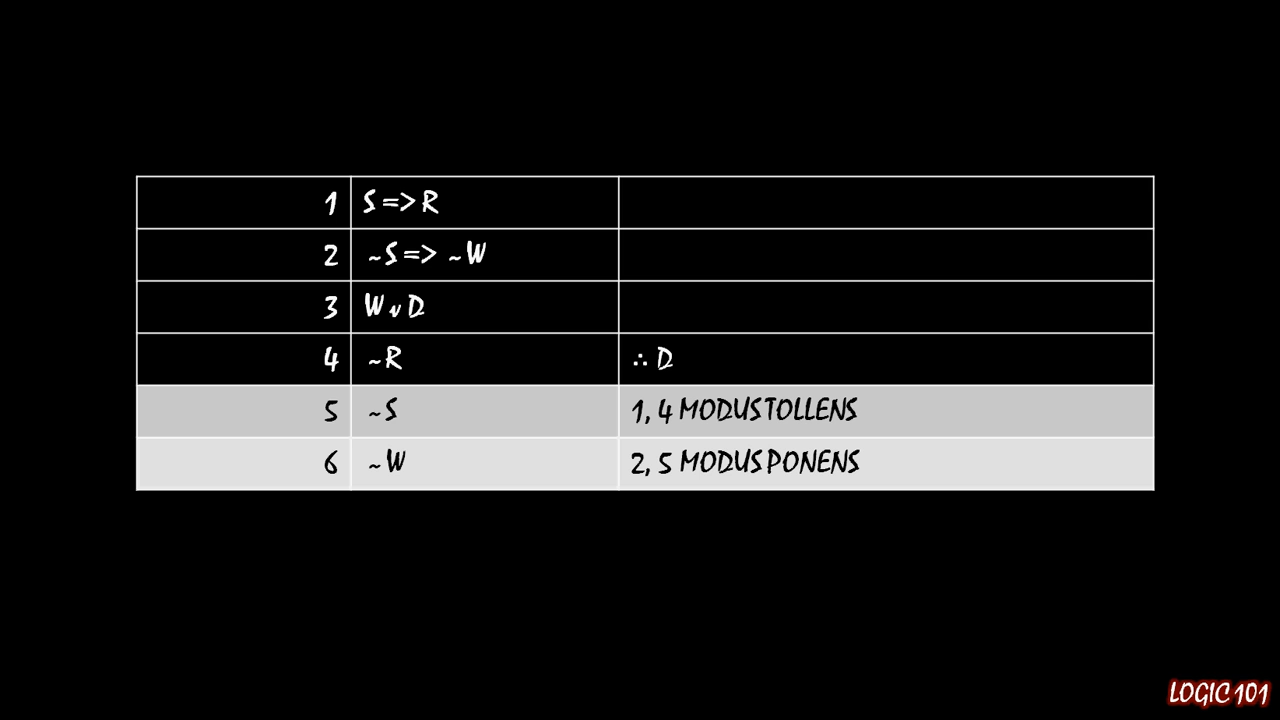 1 S => R
2 ~S => ~W
3 W v D
4 ~R ∴ D
5 ~S 1, 4 MODUS TOLLENS
6 ~W 2, 5 MODUS PONENS
LOGIC 101